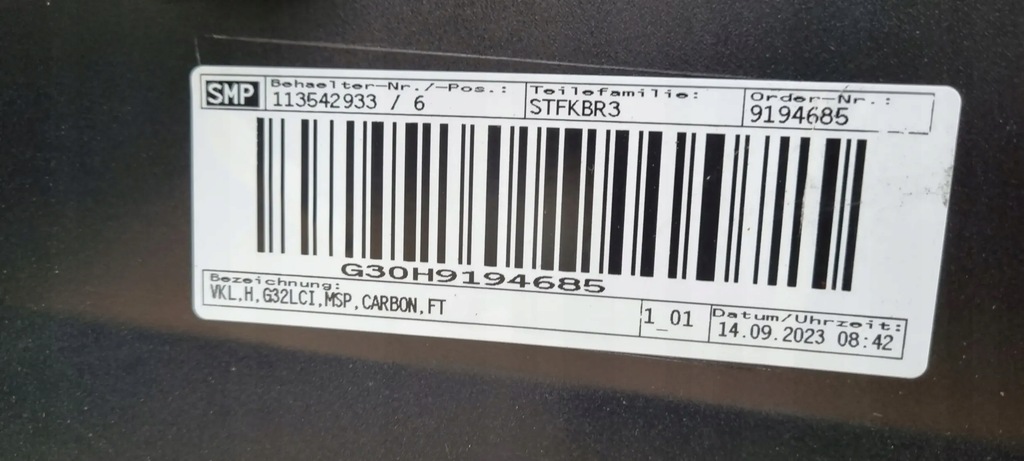 SMP Behaelter-Nr./-Pos.: Teilefamilie: Order-Nr.:
113542933 / 6 STFKBR3 9194685
G30H9194685
Bezeichnung: Datum/Uhrzeit:
VKL,H,G32LCI,MSP,CARBON,FT 1_01 14.09.2023 08:42